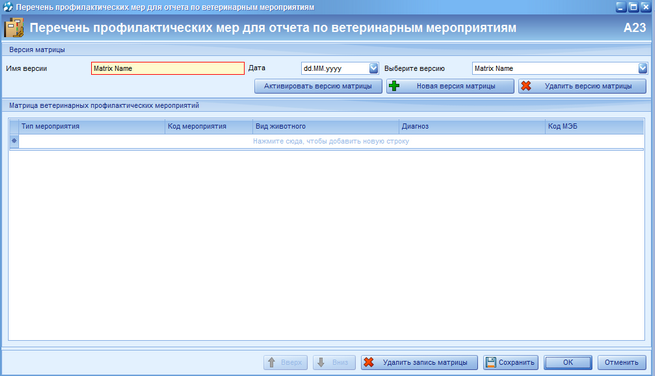 Перечень профилактических мер для отчета по ветеринарным мероприятиям
Перечень профилактических мер для отчета по ветеринарным мероприятиям A23
Версия матрицы
Имя версии Matrix Name Дата dd.MM.yyyy Выберите версию Matrix Name
Активировать версию матрицы Новая версия матрицы Удалить версию матрицы
Матрица ветеринарных профилактических мероприятий
Тип мероприятия Код мероприятия Вид животного Диагноз Код МЭБ
Нажмите сюда, чтобы добавить новую строку
Вверх Вниз Удалить запись матрицы Сохранить OK Отменить